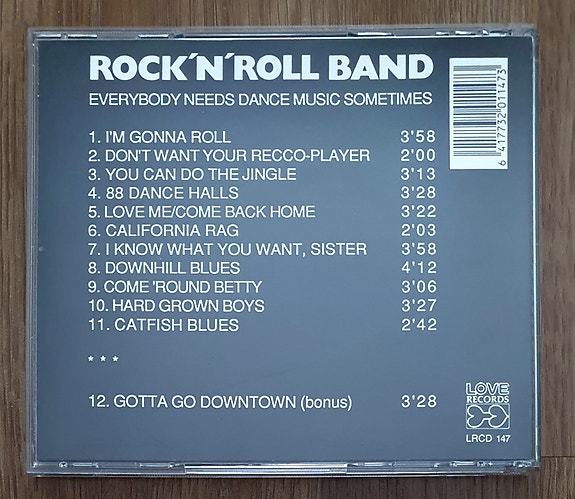 ROCK´N´ROLL BAND
EVERYBODY NEEDS DANCE MUSIC SOMETIMES
1. I'M GONNA ROLL 3'58
2. DON'T WANT YOUR RECCO-PLAYER 2'00
3. YOU CAN DO THE JINGLE 3'13
4. 88 DANCE HALLS 3'28
5. LOVE ME/COME BACK HOME 3'22
6. CALIFORNIA RAG 2'03
7. I KNOW WHAT YOU WANT, SISTER 3'58
8. DOWNHILL BLUES 4'12
9. COME 'ROUND BETTY 3'06
10. HARD GROWN BOYS 3'27
11. CATFISH BLUES 2'42
* * *
12. GOTTA GO DOWNTOWN (bonus) 3'28
6 417732 011473
LOVE
RECORDS
LRCD 147